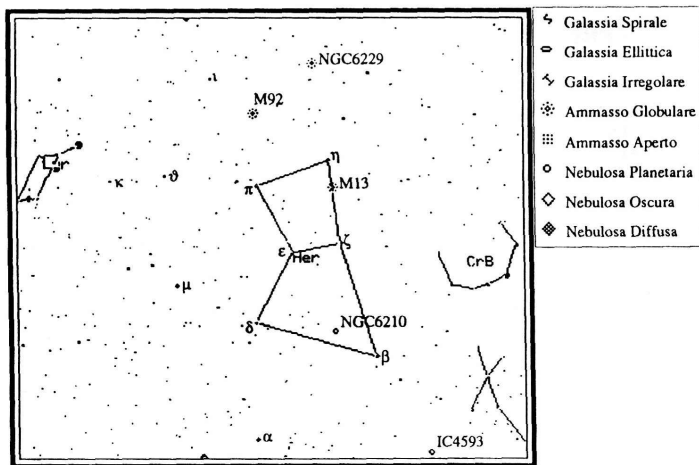 NGC6229
ι
M92
η
κ
ϑ
π
M13
ε
Her
ζ
CrB
μ
δ
NGC6210
β
α
IC4593
Galassia Spirale
Galassia Ellittica
Galassia Irregolare
Ammasso Globulare
Ammasso Aperto
Nebulosa Planetaria
Nebulosa Oscura
Nebulosa Diffusa